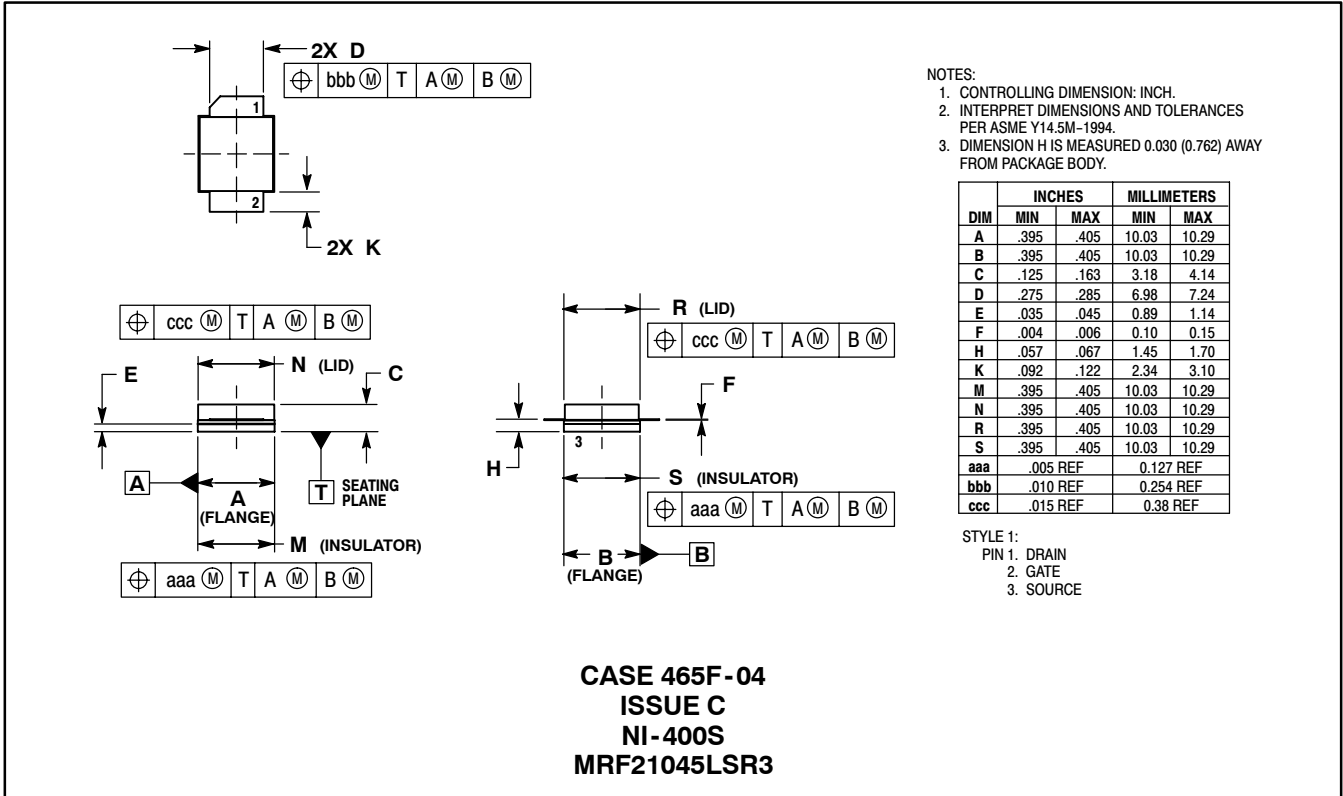 2X D
⌖ bbb Ⓜ T A Ⓜ B Ⓜ
1
2
2X K
⌖ ccc Ⓜ T A Ⓜ B Ⓜ
N (LID)
E
C
A
A
(FLANGE)
T SEATING
PLANE
M (INSULATOR)
⌖ aaa Ⓜ T A Ⓜ B Ⓜ
R (LID)
⌖ ccc Ⓜ T A Ⓜ B Ⓜ
F
3
H
S (INSULATOR)
⌖ aaa Ⓜ T A Ⓜ B Ⓜ
B
B
(FLANGE)
NOTES:
1. CONTROLLING DIMENSION: INCH.
2. INTERPRET DIMENSIONS AND TOLERANCES
PER ASME Y14.5M-1994.
3. DIMENSION H IS MEASURED 0.030 (0.762) AWAY
FROM PACKAGE BODY.
INCHES MILLIMETERS
DIM MIN MAX MIN MAX
A .395 .405 10.03 10.29
B .395 .405 10.03 10.29
C .125 .163 3.18 4.14
D .275 .285 6.98 7.24
E .035 .045 0.89 1.14
F .004 .006 0.10 0.15
H .057 .067 1.45 1.70
K .092 .122 2.34 3.10
M .395 .405 10.03 10.29
N .395 .405 10.03 10.29
R .395 .405 10.03 10.29
S .395 .405 10.03 10.29
aaa .005 REF 0.127 REF
bbb .010 REF 0.254 REF
ccc .015 REF 0.38 REF
STYLE 1:
PIN 1. DRAIN
2. GATE
3. SOURCE
CASE 465F-04
ISSUE C
NI-400S
MRF21045LSR3